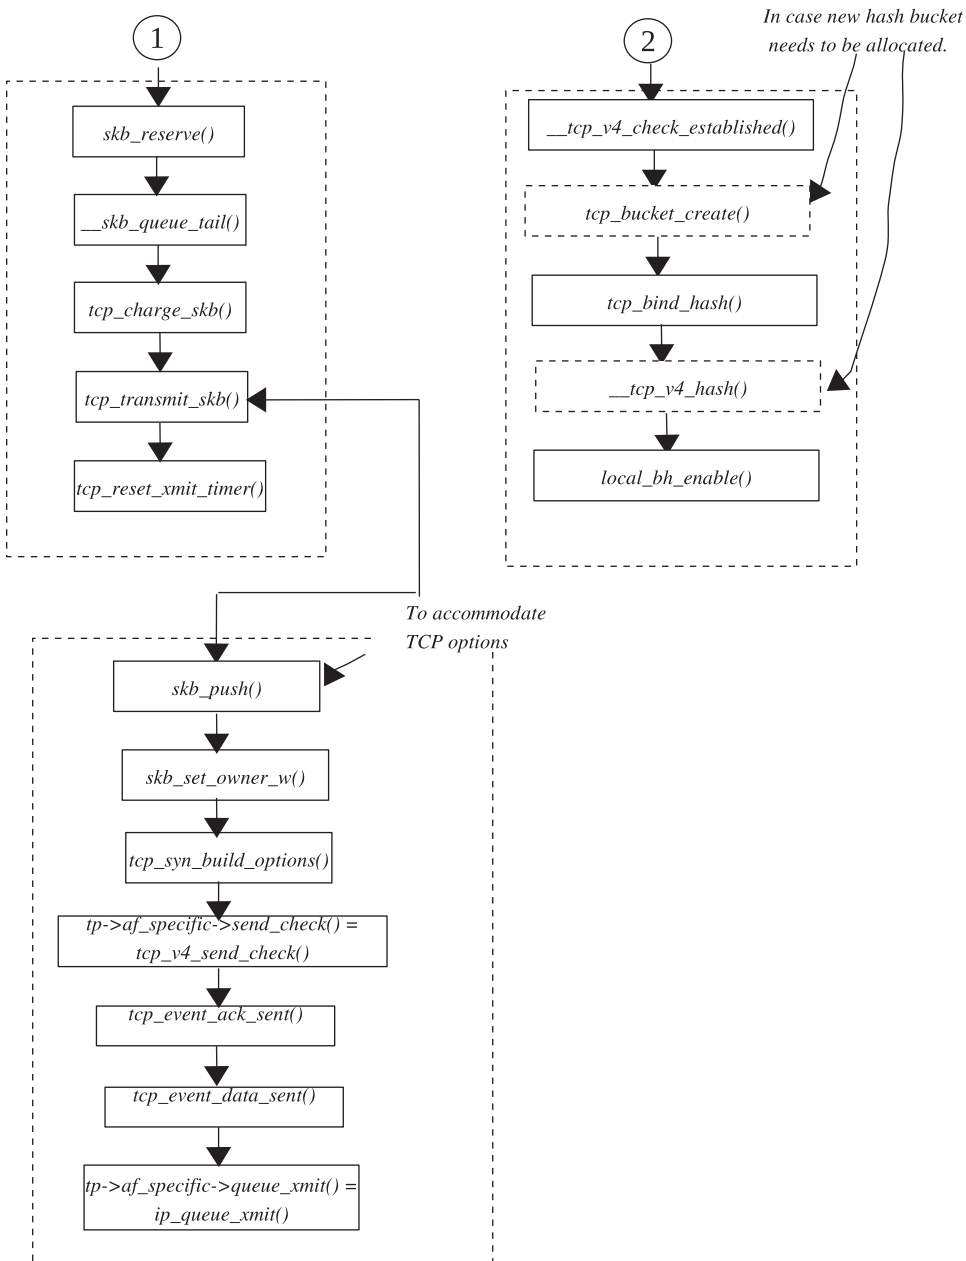 1
skb_reserve()
__skb_queue_tail()
tcp_charge_skb()
tcp_transmit_skb()
tcp_reset_xmit_timer()
2
In case new hash bucket
needs to be allocated.
__tcp_v4_check_established()
tcp_bucket_create()
tcp_bind_hash()
__tcp_v4_hash()
local_bh_enable()
To accommodate
TCP options
skb_push()
skb_set_owner_w()
tcp_syn_build_options()
tp->af_specific->send_check() =
tcp_v4_send_check()
tcp_event_ack_sent()
tcp_event_data_sent()
tp->af_specific->queue_xmit() =
ip_queue_xmit()